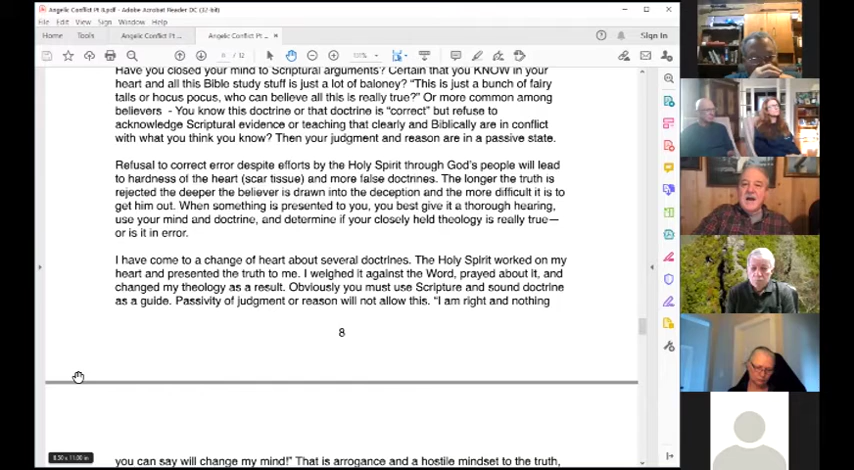 Angelic Conflict Pt 8.pdf - Adobe Acrobat Reader DC (32-bit)
File Edit View Sign Window Help
Home Tools Angelic Conflict Pt ... Angelic Conflict Pt ... × Sign In
/ 12
Have you closed your mind to Scriptural arguments? Certain that you KNOW in your
heart and all this Bible study stuff is just a lot of baloney? “This is just a bunch of fairy
talls or hocus pocus, who can believe all this is really true?” Or more common among
believers - You know this doctrine or that doctrine is “correct” but refuse to
acknowledge Scriptural evidence or teaching that clearly and Biblically are in conflict
with what you think you know? Then your judgment and reason are in a passive state.
Refusal to correct error despite efforts by the Holy Spirit through God’s people will lead
to hardness of the heart (scar tissue) and more false doctrines. The longer the truth is
rejected the deeper the believer is drawn into the deception and the more difficult it is to
get him out. When something is presented to you, you best give it a thorough hearing,
use your mind and doctrine, and determine if your closely held theology is really true—
or is it in error.
I have come to a change of heart about several doctrines. The Holy Spirit worked on my
heart and presented the truth to me. I weighed it against the Word, prayed about it, and
changed my theology as a result. Obviously you must use Scripture and sound doctrine
as a guide. Passivity of judgment or reason will not allow this. “I am right and nothing
8
8.50 x 11.00 in
you can say will change my mind!” That is arrogance and a hostile mindset to the truth,